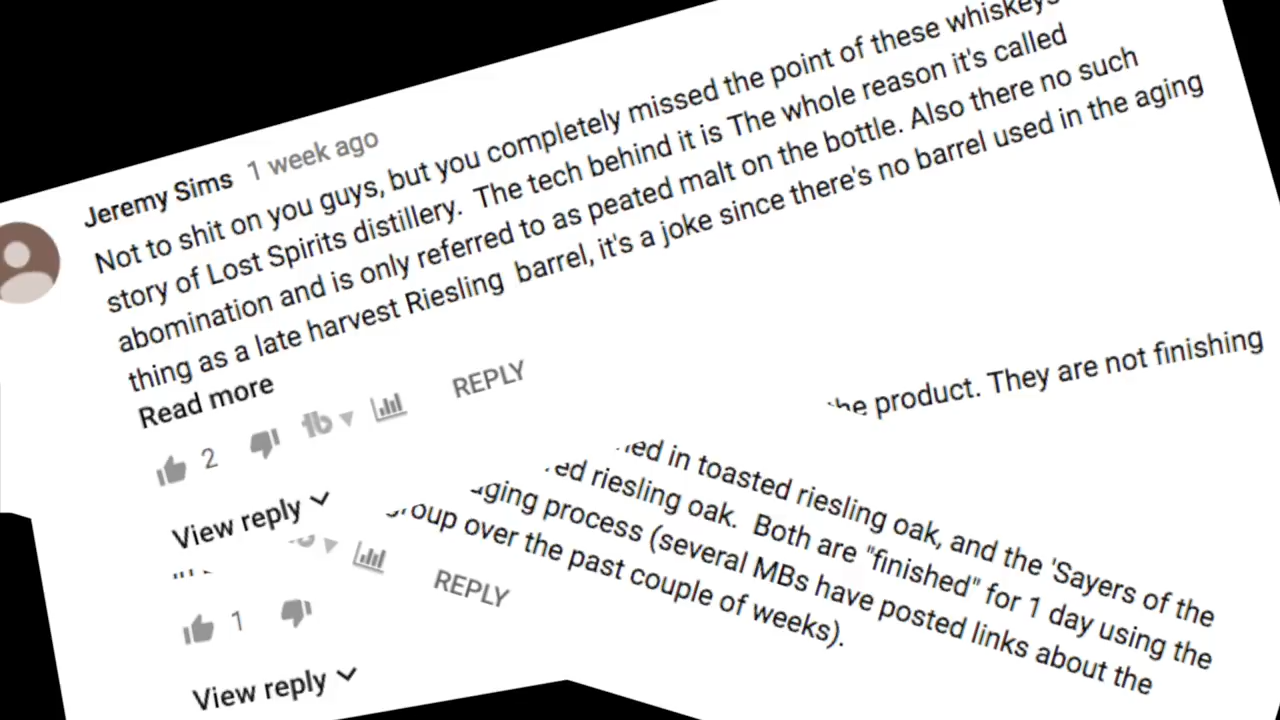 Jeremy Sims 1 week ago
Not to shit on you guys, but you completely missed the point of these whiskeys
story of Lost Spirits distillery. The tech behind it is The whole reason it's called
abomination and is only referred to as peated malt on the bottle. Also there no such
thing as a late harvest Riesling barrel, it's a joke since there's no barrel used in the aging
Read more
2
REPLY
View reply
the product. They are not finishing
in toasted riesling oak, and the 'Sayers of the
riesling oak. Both are "finished" for 1 day using the
aging process (several MBs have posted links about the
group over the past couple of weeks).
1
REPLY
View reply